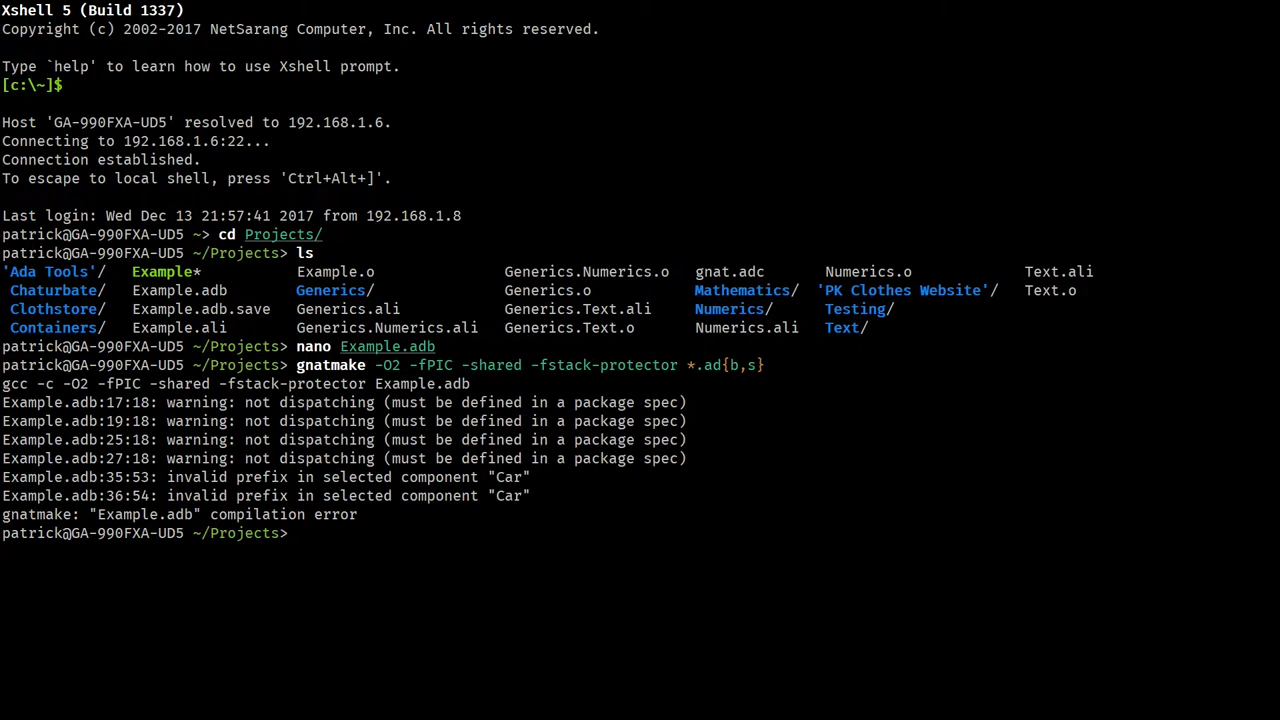 Xshell 5 (Build 1337)
Copyright (c) 2002-2017 NetSarang Computer, Inc. All rights reserved.
Type `help' to learn how to use Xshell prompt.
[c:\~]$
Host 'GA-990FXA-UD5' resolved to 192.168.1.6.
Connecting to 192.168.1.6:22...
Connection established.
To escape to local shell, press 'Ctrl+Alt+]'.
Last login: Wed Dec 13 21:57:41 2017 from 192.168.1.8
patrick@GA-990FXA-UD5 ~> cd Projects/
patrick@GA-990FXA-UD5 ~/Projects> ls
'Ada Tools'/ Example* Example.o Generics.Numerics.o gnat.adc Numerics.o Text.ali
Chaturbate/ Example.adb Generics/ Generics.o Mathematics/ 'PK Clothes Website'/ Text.o
Clothstore/ Example.adb.save Generics.ali Generics.Text.ali Numerics/ Testing/
Containers/ Example.ali Generics.Numerics.ali Generics.Text.o Numerics.ali Text/
patrick@GA-990FXA-UD5 ~/Projects> nano Example.adb
patrick@GA-990FXA-UD5 ~/Projects> gnatmake -O2 -fPIC -shared -fstack-protector *.ad{b,s}
gcc -c -O2 -fPIC -shared -fstack-protector Example.adb
Example.adb:17:18: warning: not dispatching (must be defined in a package spec)
Example.adb:19:18: warning: not dispatching (must be defined in a package spec)
Example.adb:25:18: warning: not dispatching (must be defined in a package spec)
Example.adb:27:18: warning: not dispatching (must be defined in a package spec)
Example.adb:35:53: invalid prefix in selected component "Car"
Example.adb:36:54: invalid prefix in selected component "Car"
gnatmake: "Example.adb" compilation error
patrick@GA-990FXA-UD5 ~/Projects>